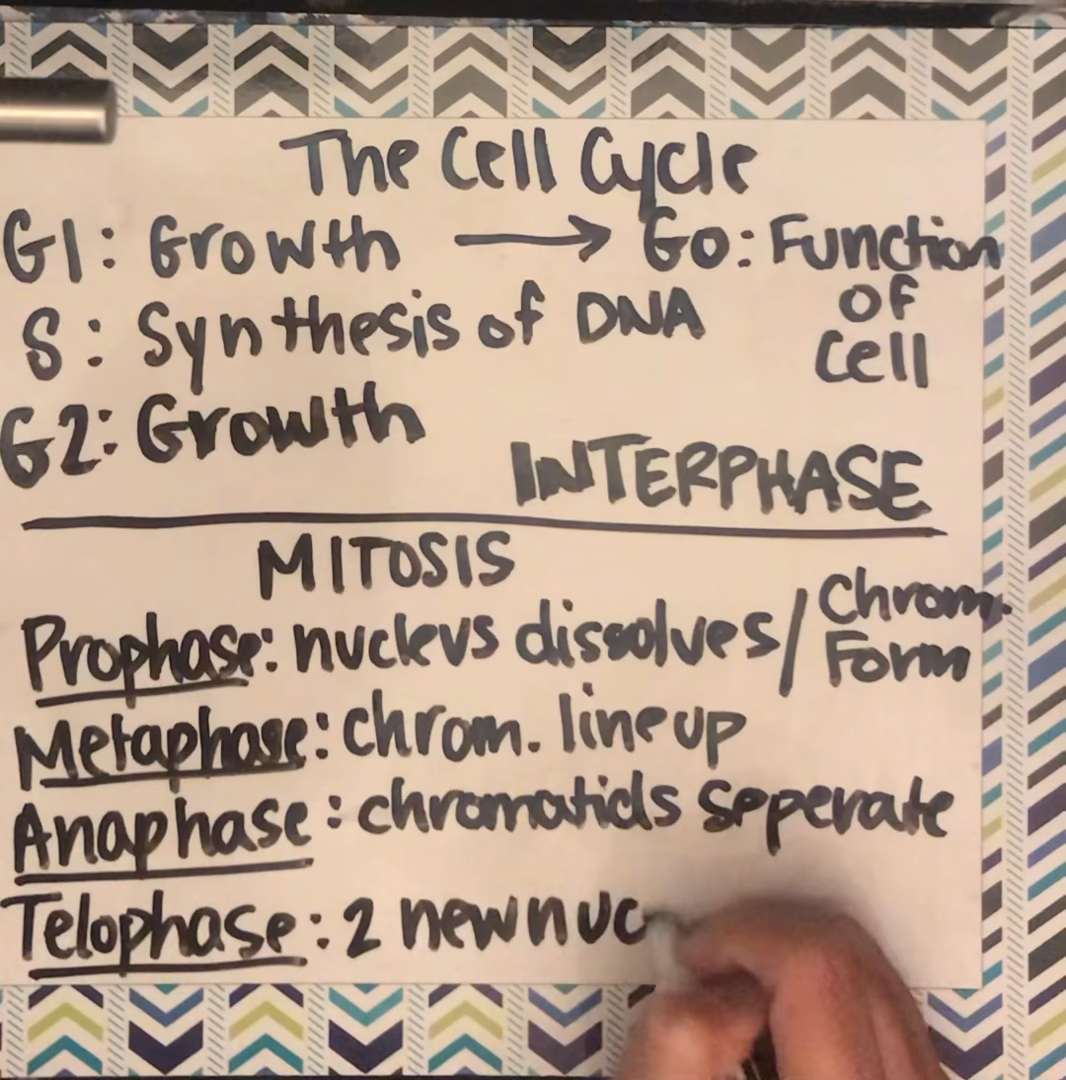 The Cell Cycle
G1: Growth → Go: Function
of
Cell
S: Synthesis of DNA
G2: Growth
INTERPHASE
MITOSIS
Prophase: nucleus dissolves / Chrom.
Form
Metaphase: chrom. line up
Anaphase: chromatids seperate
Telophase: 2 new nuc